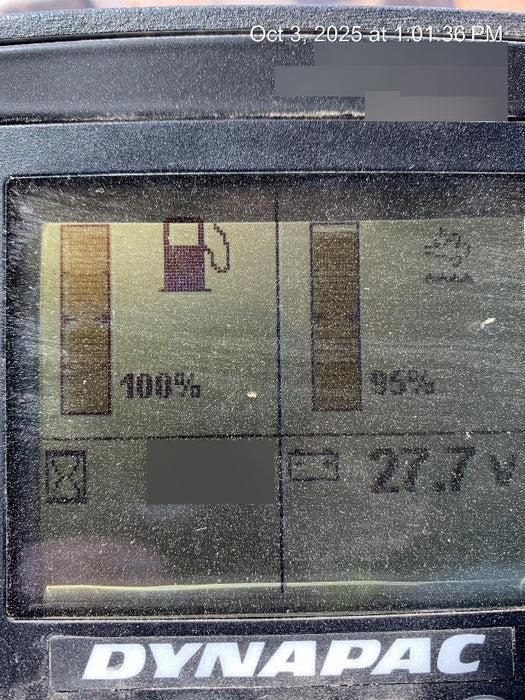 Oct 3, 2025 at 1:01:36 PM
100%
95%
27.7 V
DYNAPAC